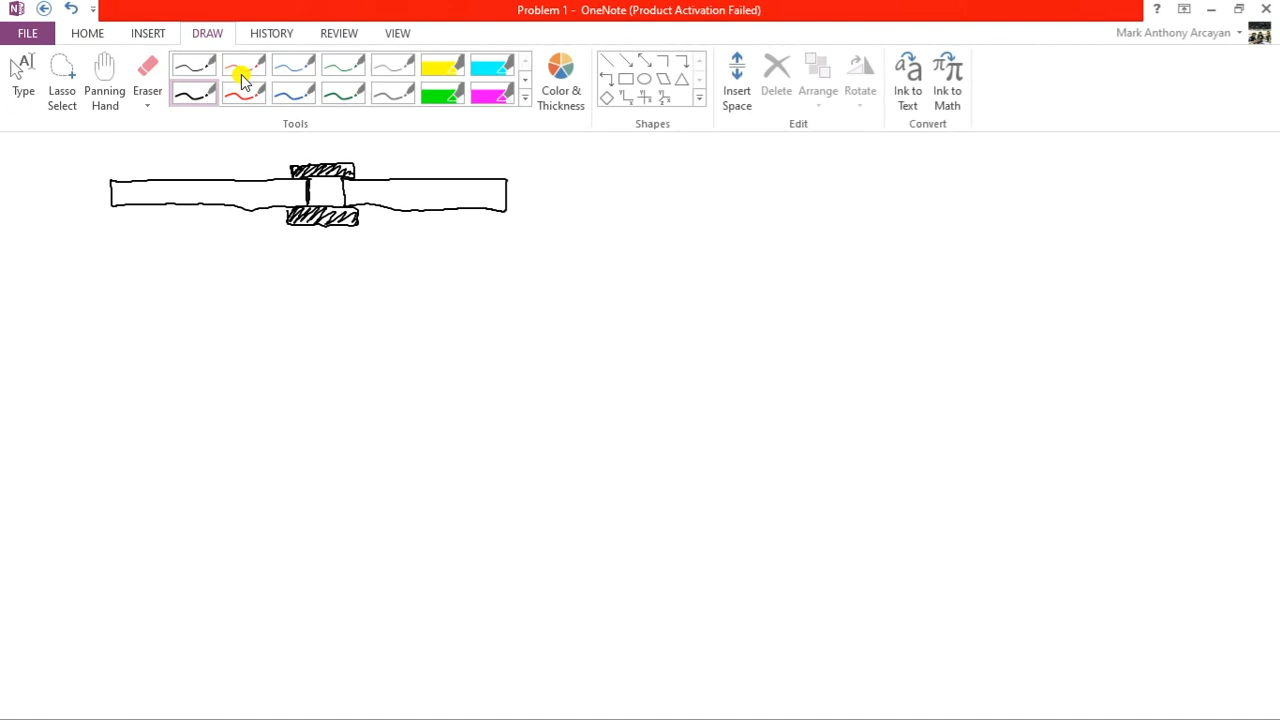 Problem 1 - OneNote (Product Activation Failed)
?
FILE HOME INSERT DRAW HISTORY REVIEW VIEW
Mark Anthony Arcayan
Type
Lasso Select
Panning Hand
Eraser
Color & Thickness
Insert Space
Delete
Arrange
Rotate
Ink to Text
Ink to Math
Tools
Shapes
Edit
Convert